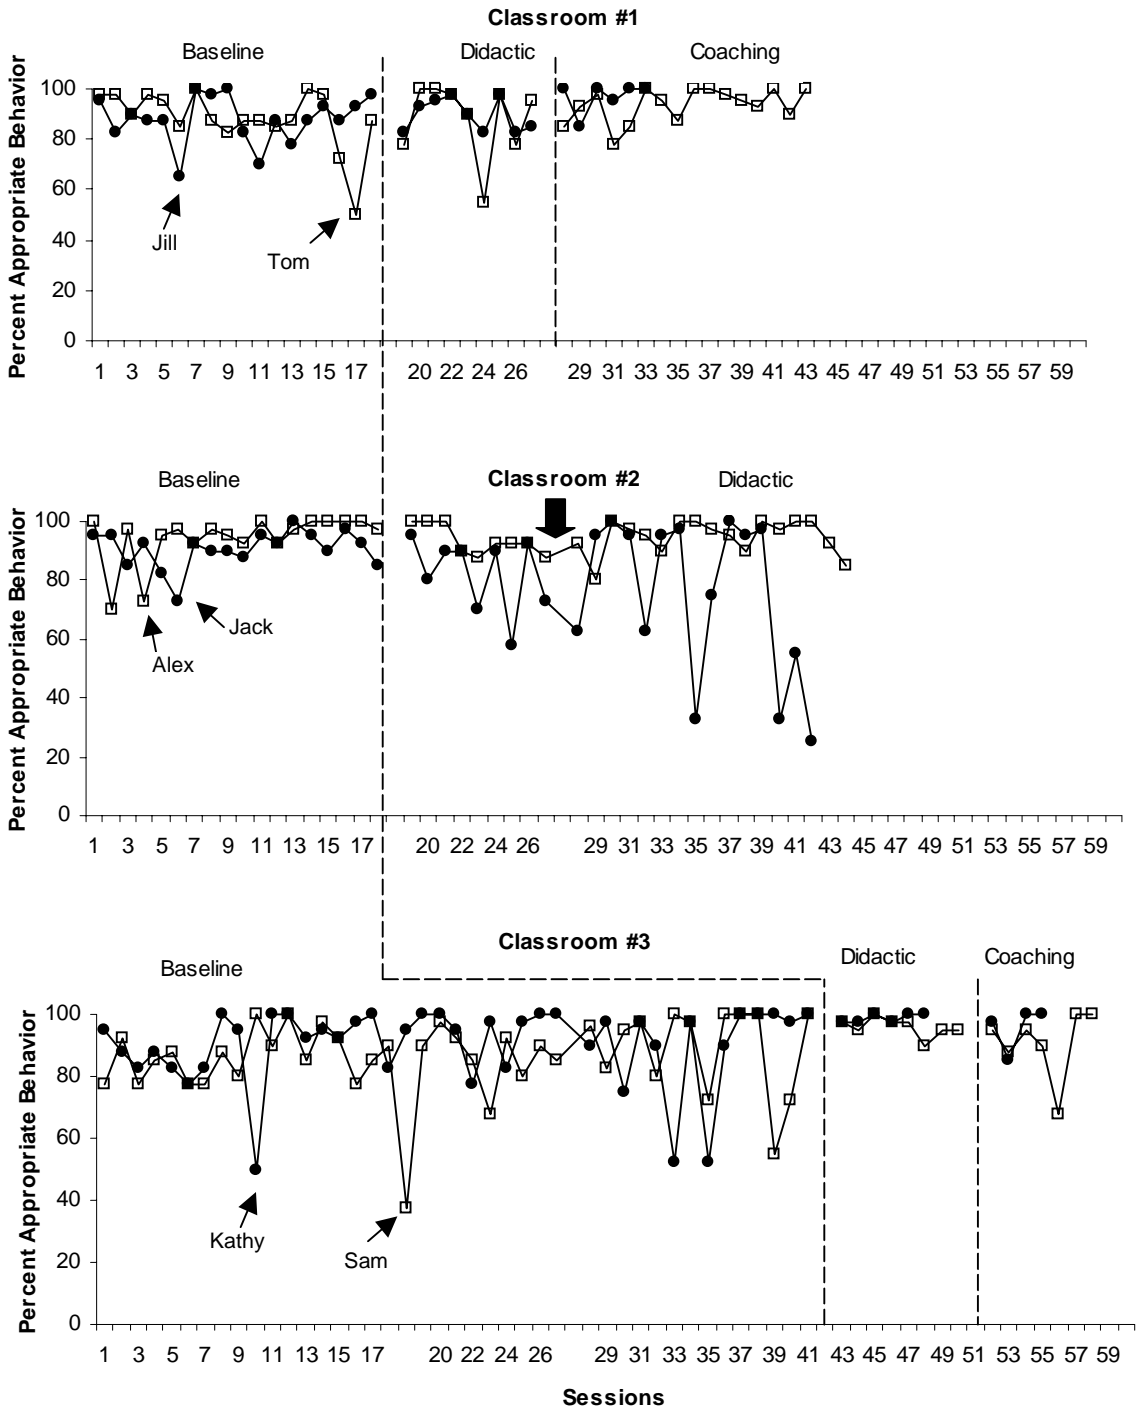 Classroom #1
Baseline Didactic Coaching
Percent Appropriate Behavior
100
80
60
40
20
0
Jill
Tom
1 3 5 7 9 11 13 15 17 20 22 24 26 29 31 33 35 37 39 41 43 45 47 49 51 53 55 57 59
Baseline Classroom #2 Didactic
Percent Appropriate Behavior
100
80
60
40
20
0
Jack
Alex
1 3 5 7 9 11 13 15 17 20 22 24 26 29 31 33 35 37 39 41 43 45 47 49 51 53 55 57 59
Classroom #3
Baseline Didactic Coaching
Percent Appropriate Behavior
100
80
60
40
20
0
Kathy
Sam
1 3 5 7 9 11 13 15 17 20 22 24 26 29 31 33 35 37 39 41 43 45 47 49 51 53 55 57 59
Sessions